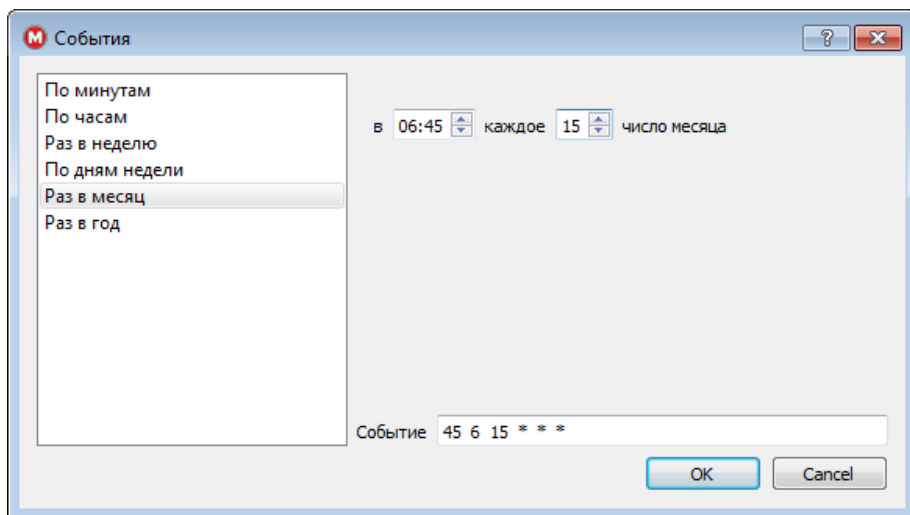 События
По минутам
По часам
Раз в неделю
По дням недели
Раз в месяц
Раз в год
в 06:45 каждое 15 число месяца
Событие 45 6 15 * * *
OK Cancel